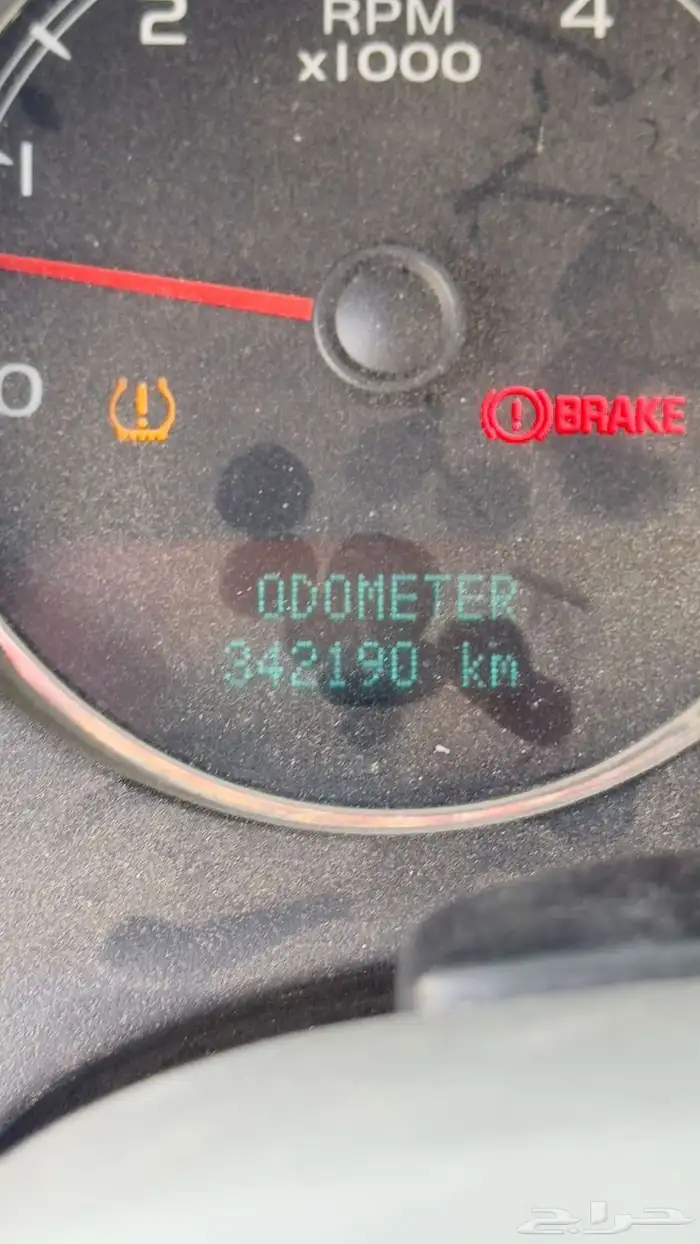 2 RPM 4
x1000
1
0
BRAKE
ODOMETER
342190 km
حراج